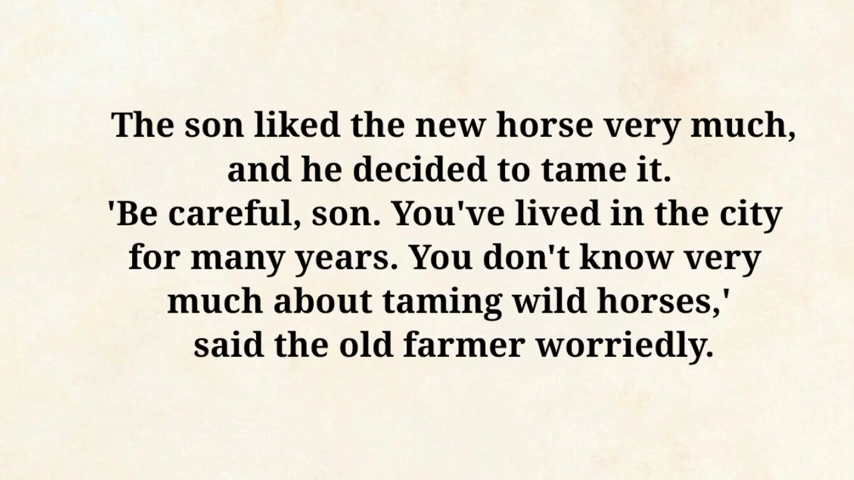 The son liked the new horse very much,
and he decided to tame it.
'Be careful, son. You've lived in the city
for many years. You don't know very
much about taming wild horses,'
said the old farmer worriedly.